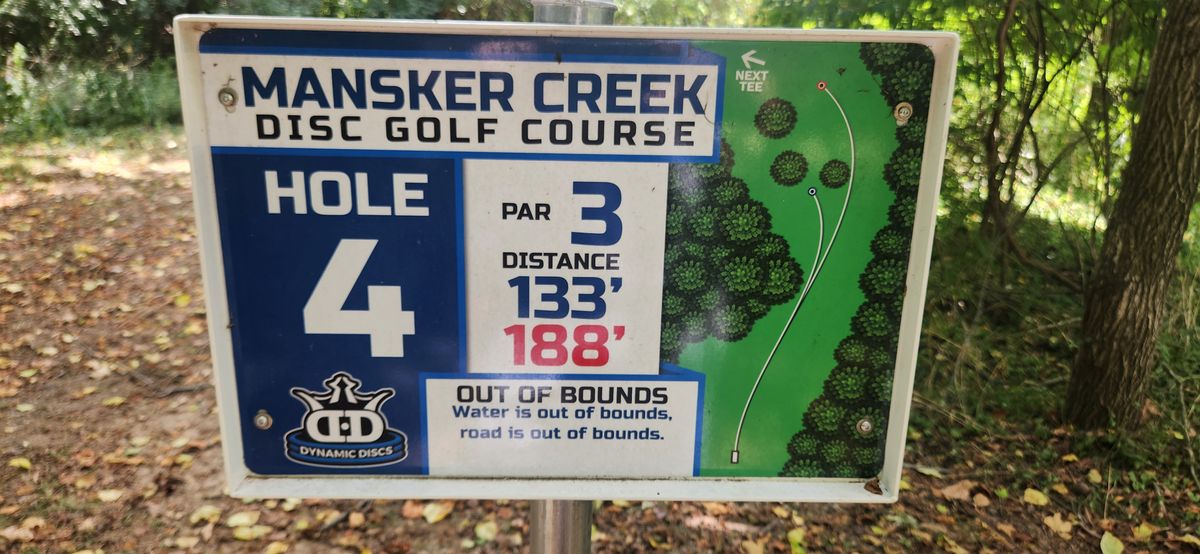 MANSKER CREEK
DISC GOLF COURSE
HOLE
4
PAR 3
DISTANCE
133'
188'
OUT OF BOUNDS
Water is out of bounds,
road is out of bounds.
DYNAMIC DISCS
NEXT
TEE